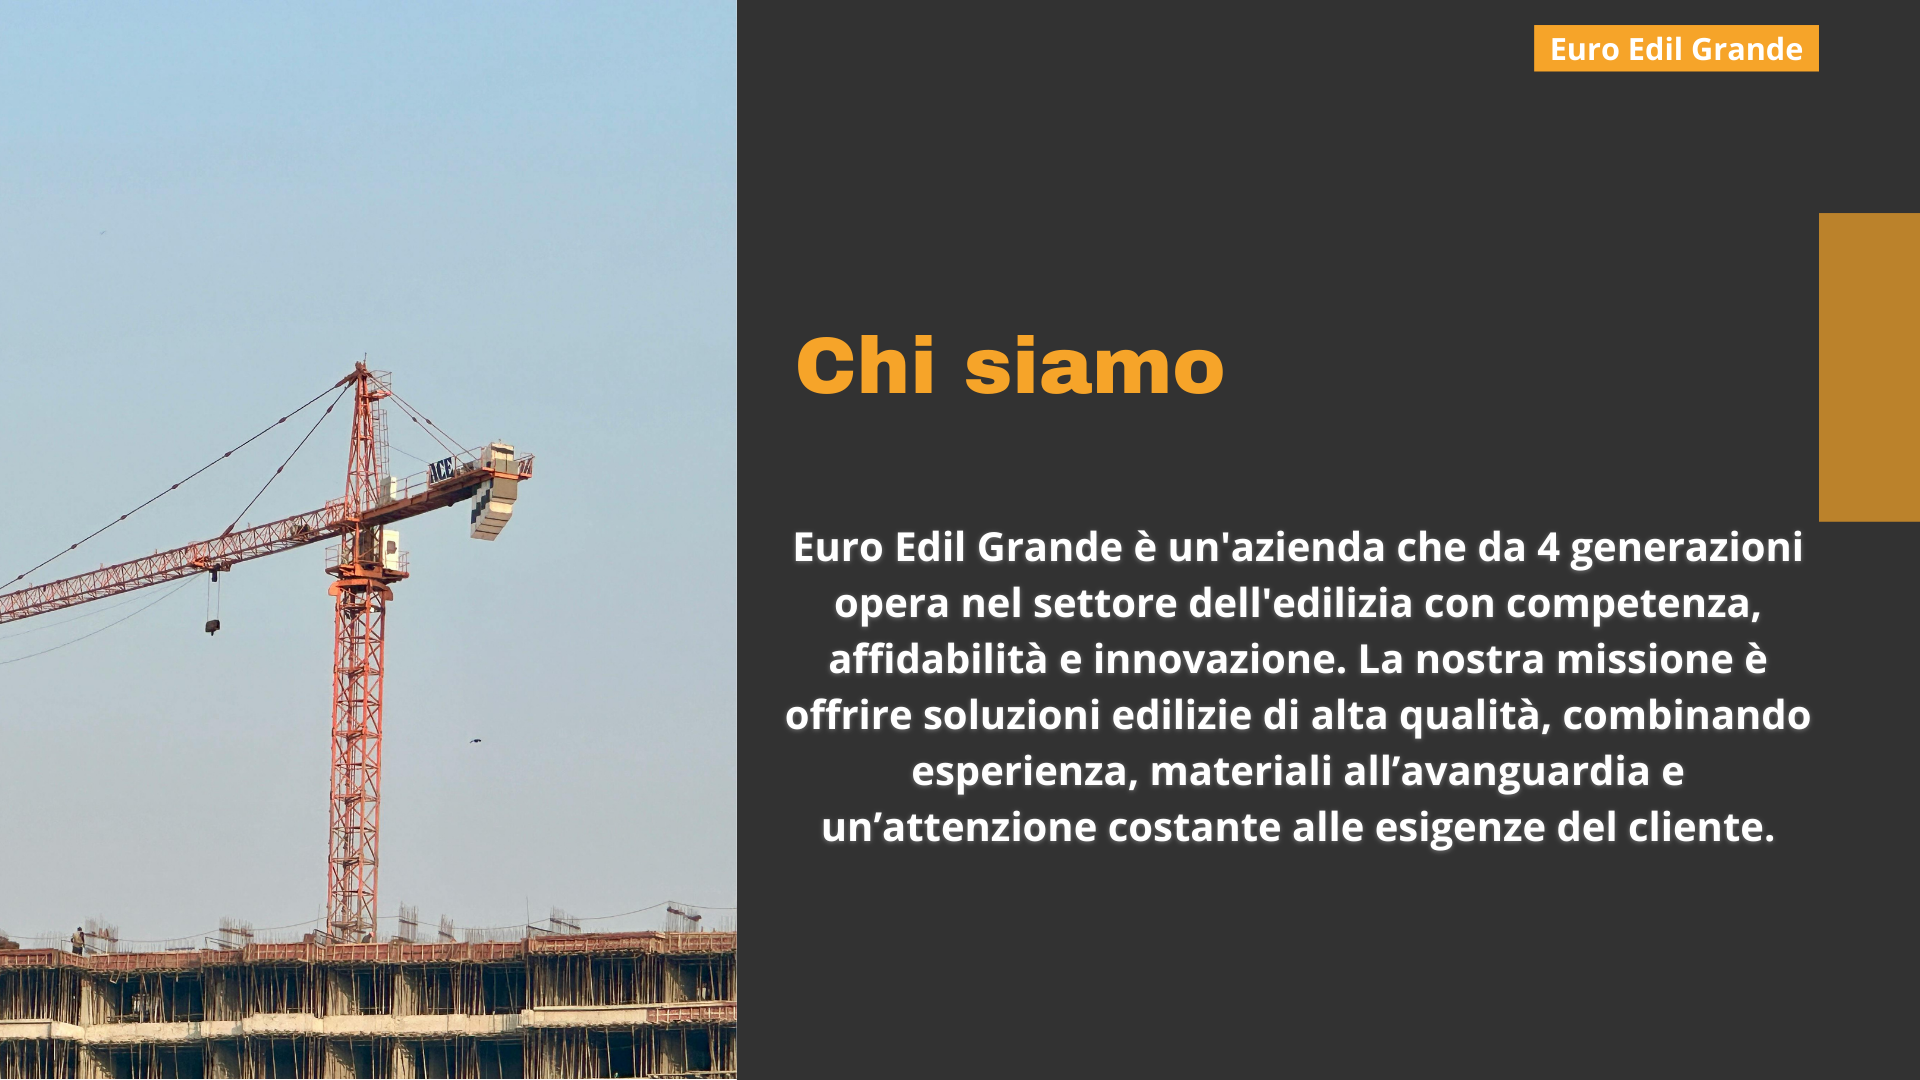 Euro Edil Grande
Chi siamo
Euro Edil Grande è un'azienda che da 4 generazioni
opera nel settore dell'edilizia con competenza,
affidabilità e innovazione. La nostra missione è
offrire soluzioni edilizie di alta qualità, combinando
esperienza, materiali all’avanguardia e
un’attenzione costante alle esigenze del cliente.
ACE